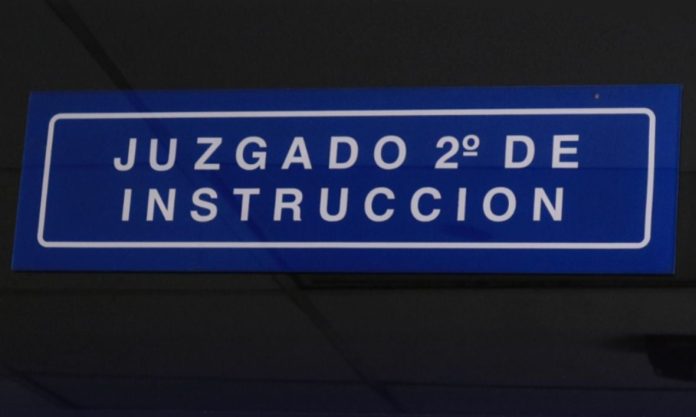 JUZGADO 2º DE
INSTRUCCION